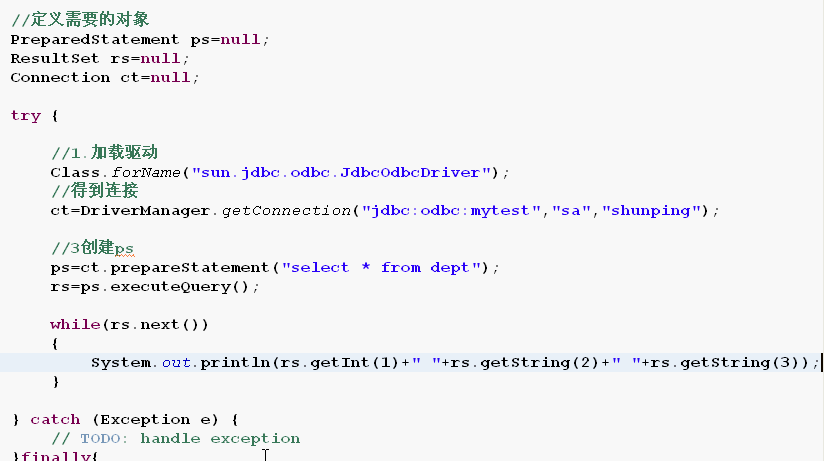 //定义需要的对象
PreparedStatement ps=null;
ResultSet rs=null;
Connection ct=null;
try {
//1.加载驱动
Class.forName("sun.jdbc.odbc.JdbcOdbcDriver");
//得到连接
ct=DriverManager.getConnection("jdbc:odbc:mytest","sa","shunping");
//3创建ps
ps=ct.prepareStatement("select * from dept");
rs=ps.executeQuery();
while(rs.next())
{
System.out.println(rs.getInt(1)+" "+rs.getString(2)+" "+rs.getString(3));
}
} catch (Exception e) {
// TODO: handle exception
}finally{